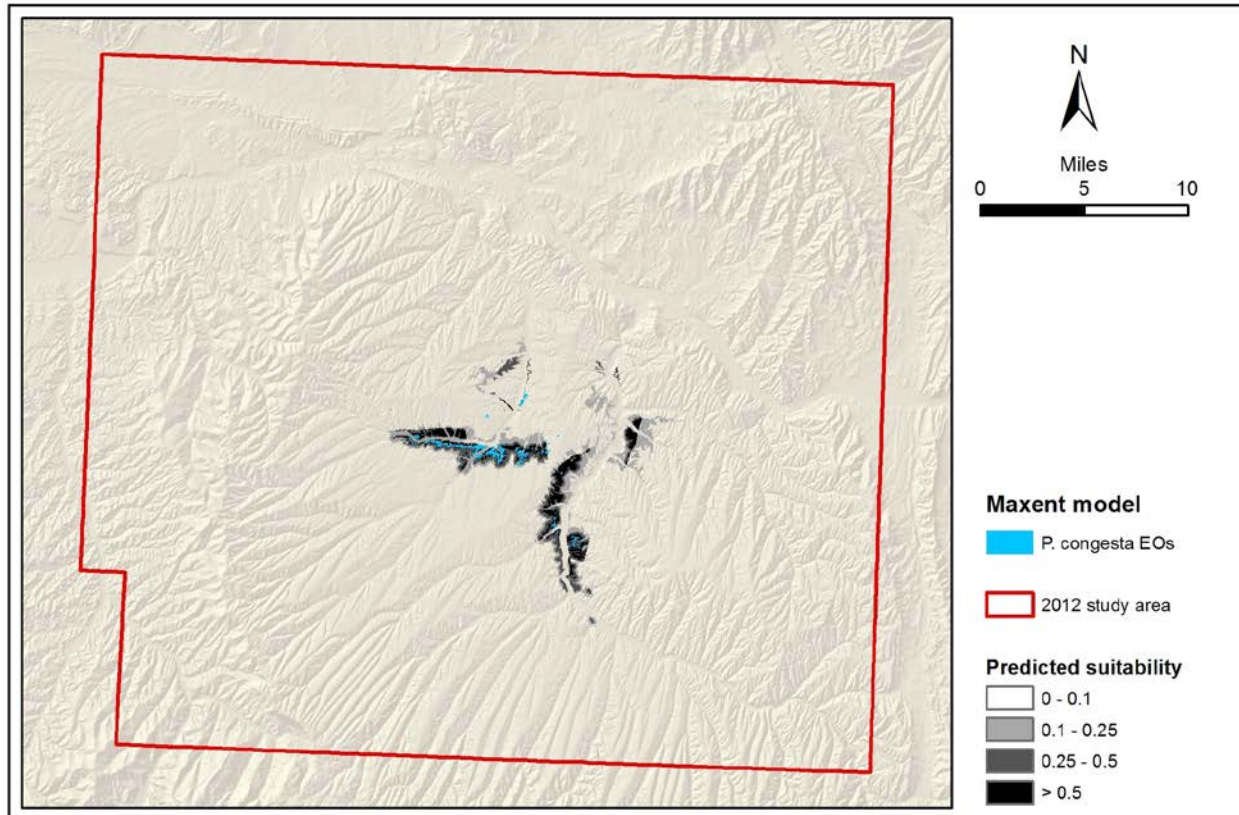 N
Miles
0 5 10
Maxent model
P. congesta EOs
2012 study area
Predicted suitability
0 - 0.1
0.1 - 0.25
0.25 - 0.5
> 0.5